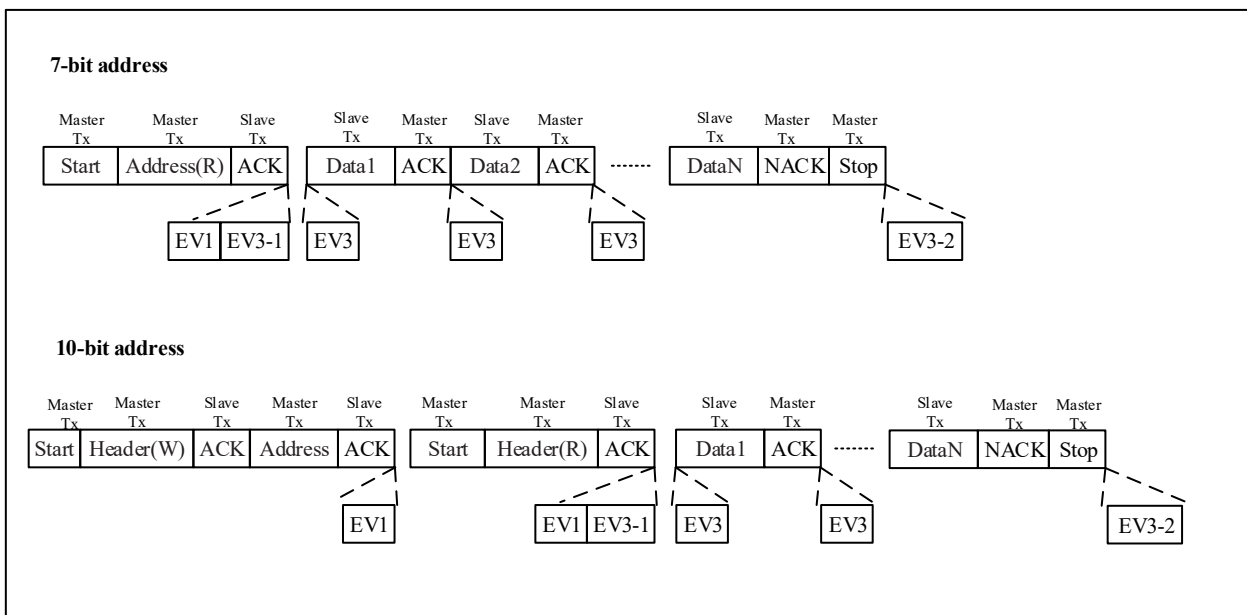 7-bit address
Master Tx Master Tx Slave Tx Slave Tx Master Tx Slave Tx Master Tx Slave Tx Master Tx Master Tx
Start Address(R) ACK Data1 ACK Data2 ACK ........ DataN NACK Stop
EV1 EV3-1 EV3 EV3 EV3 EV3-2
10-bit address
Master Tx Master Tx Slave Tx Master Tx Slave Tx Master Tx Master Tx Slave Tx Slave Tx Master Tx Slave Tx Master Tx Master Tx
Start Header(W) ACK Address ACK Start Header(R) ACK Data1 ACK ........ DataN NACK Stop
EV1 EV1 EV3-1 EV3 EV3 EV3-2